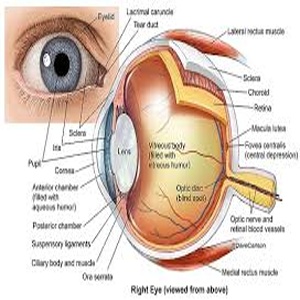 Eyelid
Lacrimal caruncle
Tear duct
Lateral rectus muscle
Sclera
Choroid
Retina
Macula lutea
Fovea centralis
(central depression)
Optic nerve and
retinal blood vessels
Medial rectus muscle
Sclera
Iris
Pupil
Cornea
Anterior chamber
(filled with
aqueous humor)
Posterior chamber
Suspensory ligaments
Ciliary body and muscle
Ora serrata
Lens
Vitreous body
(filled with
vitreous humor)
Optic disc
(blind spot)
Right Eye (viewed from above)